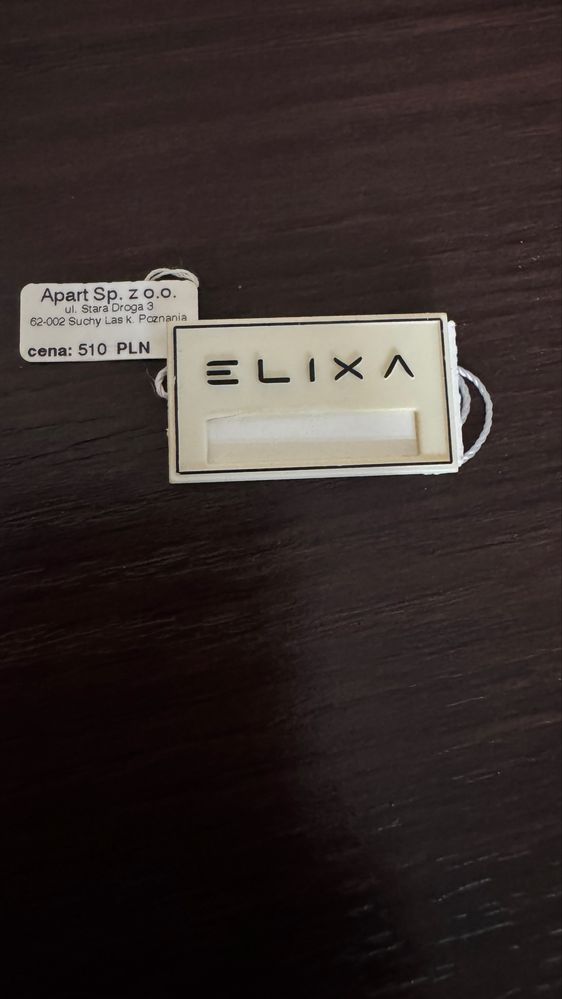 Apart Sp. z o.o.
ul. Stara Droga 3
62-002 Suchy Las k. Poznania
cena: 510 PLN
ELIXA